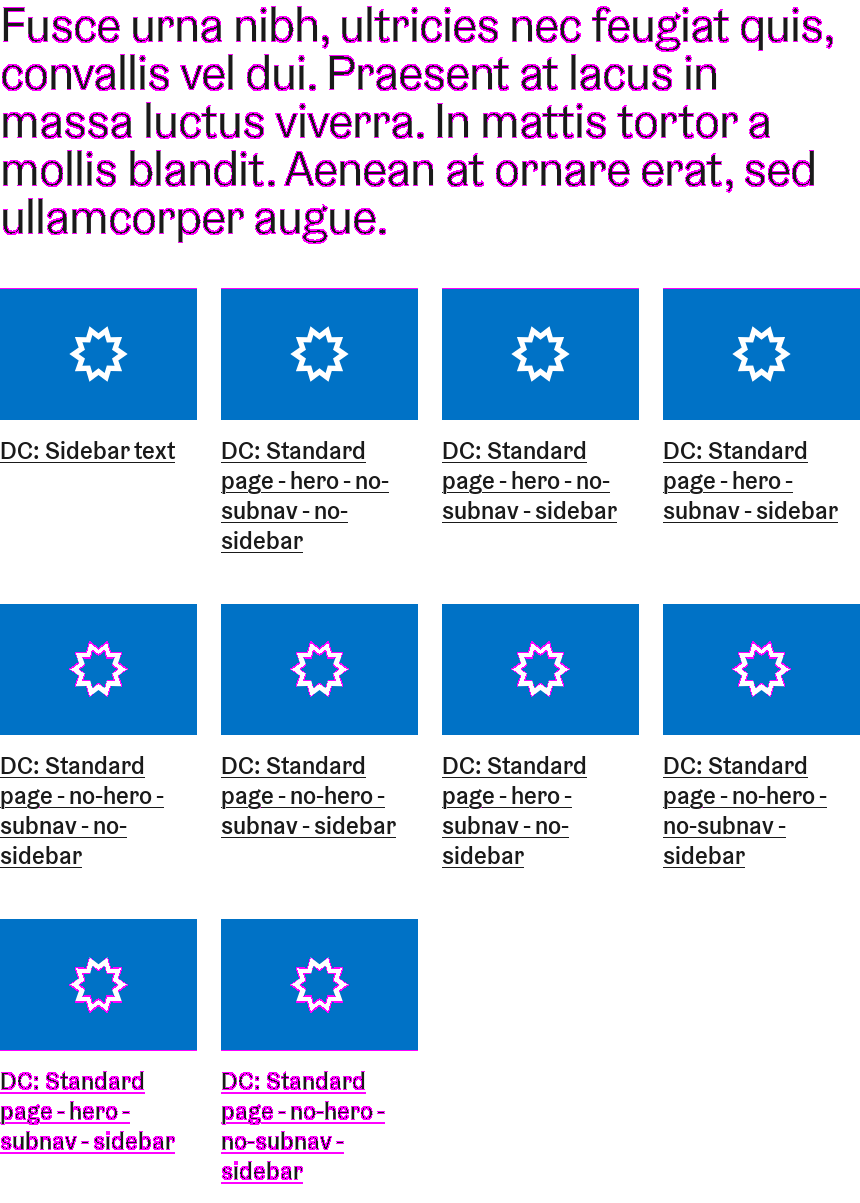 Fusce urna nibh, ultricies nec feugiat quis,
convallis vel dui. Praesent at lacus in
massa luctus viverra. In mattis tortor a
mollis blandit. Aenean at ornare erat, sed
ullamcorper augue.
DC: Sidebar text
DC: Standard
page - hero - no-
subnav - no-
sidebar
DC: Standard
page - hero - no-
subnav - sidebar
DC: Standard
page - hero -
subnav - sidebar
DC: Standard
page - no-hero -
subnav - no-
sidebar
DC: Standard
page - no-hero -
subnav - sidebar
DC: Standard
page - hero -
subnav - no-
sidebar
DC: Standard
page - no-hero -
no-subnav -
sidebar
DC: Standard
page - hero -
subnav - sidebar
DC: Standard
page - no-hero -
no-subnav -
sidebar